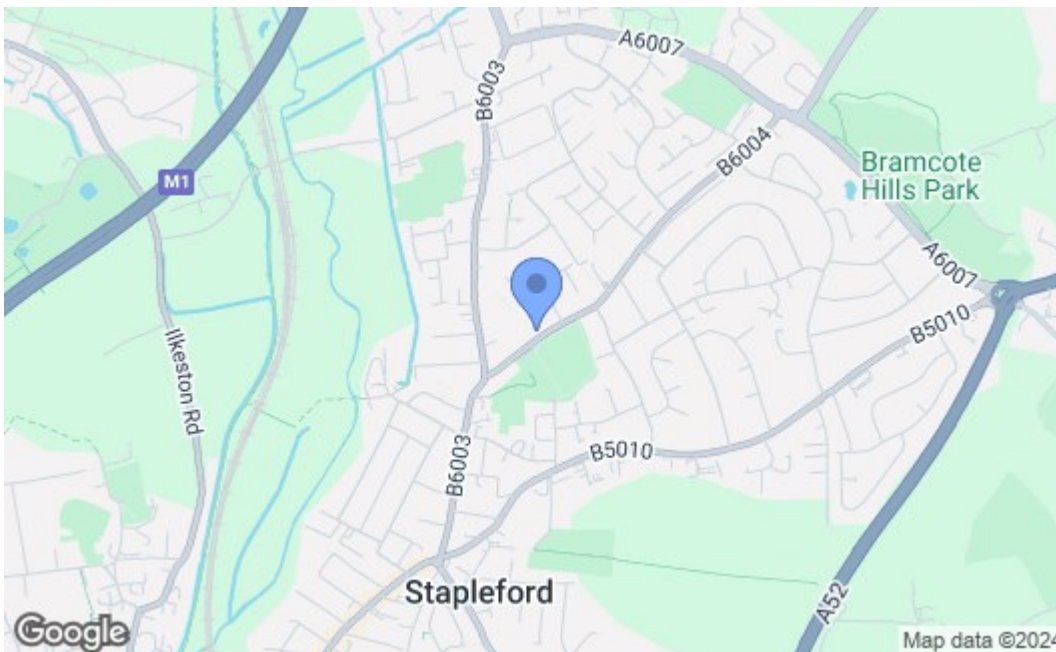 A6007
B6003
B6004
M1
Bramcote
Hills Park
A6007
B5010
Ilkeston Rd
B6003
B5010
A52
Stapleford
Google
Map data ©2024